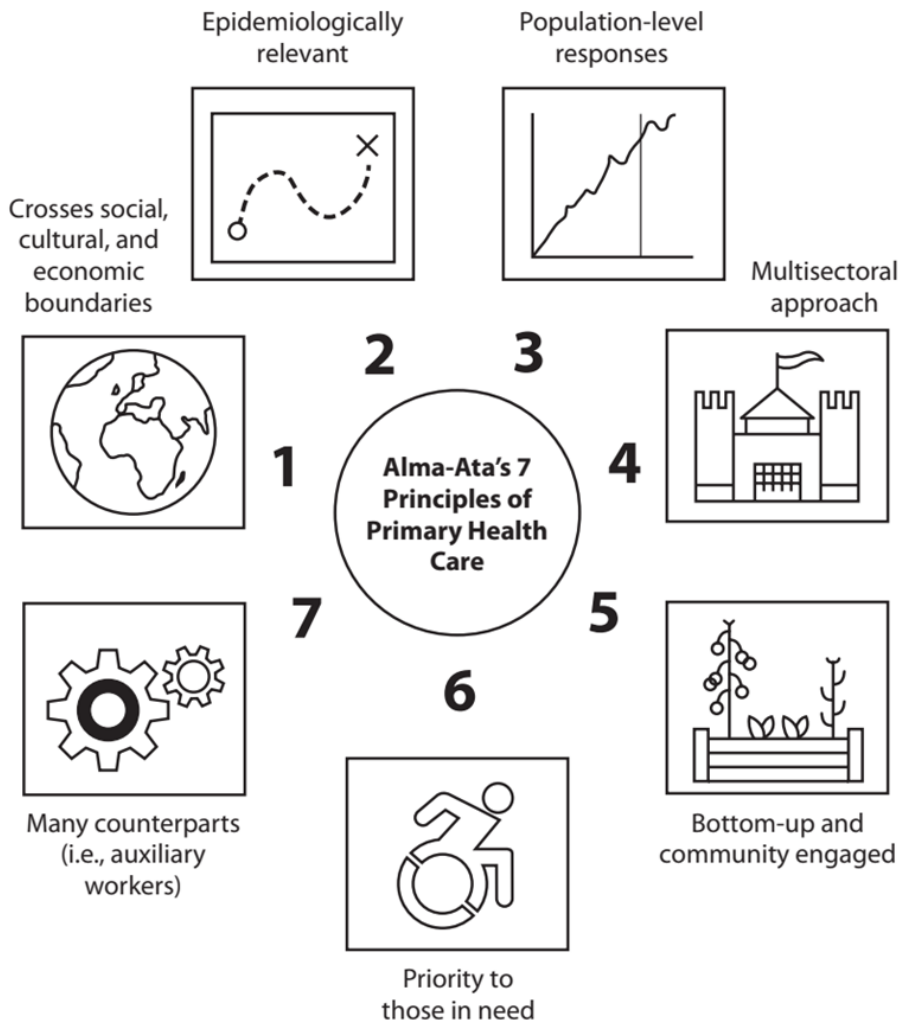 Epidemiologically
relevant
Population-level
responses
Crosses social,
cultural, and
economic
boundaries
Multisectoral
approach
2
3
1
4
Alma-Ata’s 7
Principles of
Primary Health
Care
7
5
6
Many counterparts
(i.e., auxiliary
workers)
Bottom-up and
community engaged
Priority to
those in need